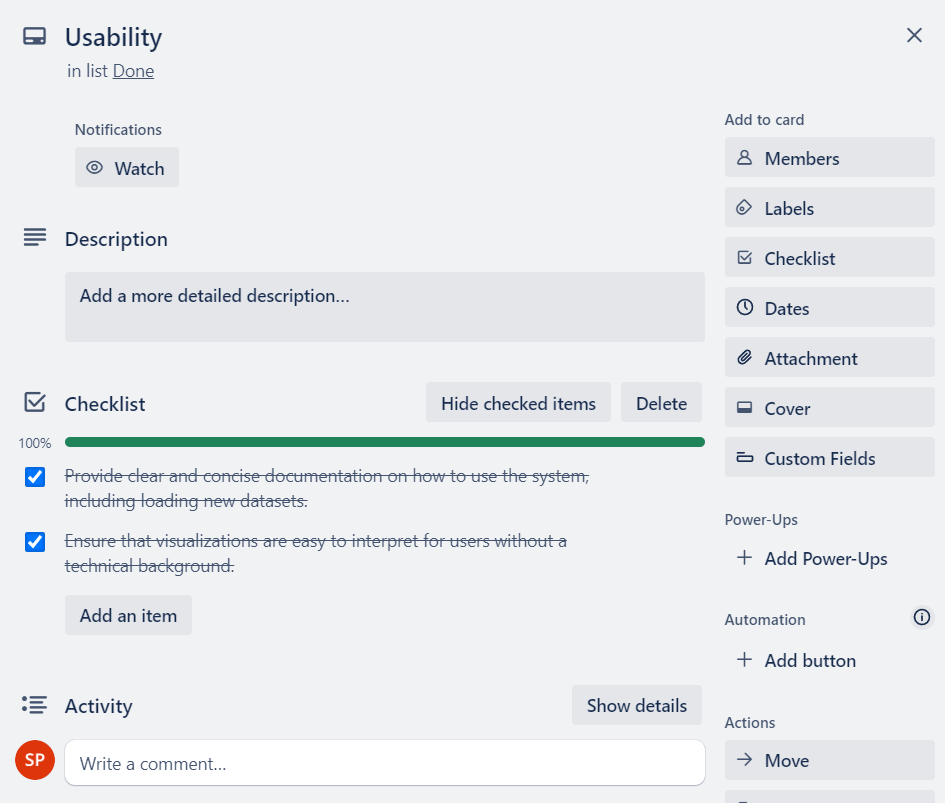 Usability
in list Done
Notifications
Watch
Description
Add a more detailed description...
Checklist
Hide checked items
Delete
100%
Provide clear and concise documentation on how to use the system,
including loading new datasets.
Ensure that visualizations are easy to interpret for users without a
technical background.
Add an item
Activity
Show details
SP
Write a comment...
Add to card
Members
Labels
Checklist
Dates
Attachment
Cover
Custom Fields
Power-Ups
Add Power-Ups
Automation
Add button
Actions
Move